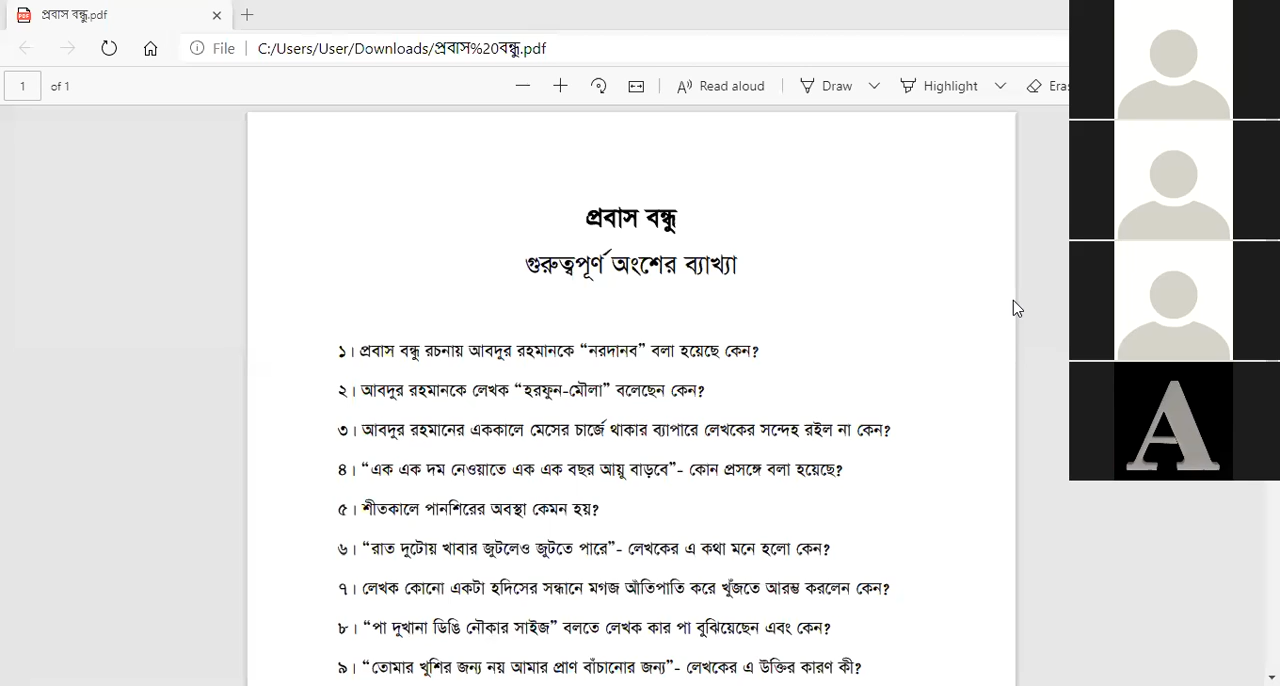 প্রবাস বন্ধু.pdf
File C:/Users/User/Downloads/প্রবাস%20বন্ধু.pdf
1 of 1 Read aloud Draw Highlight Eras
প্রবাস বন্ধু
গুরুত্বপূর্ণ অংশের ব্যাখ্যা
১। প্রবাস বন্ধু রচনায় আবদুর রহমানকে “নরদানব” বলা হয়েছে কেন?
২। আবদুর রহমানকে লেখক “হরফুন-মৌলা” বলেছেন কেন?
৩। আবদুর রহমানের এককালে মেসের চার্জে থাকার ব্যাপারে লেখকের সন্দেহ রইল না কেন?
৪। “এক এক দম নেওয়াতে এক এক বছর আয়ু বাড়বে”- কোন প্রসঙ্গে বলা হয়েছে?
৫। শীতকালে পানশিরের অবস্থা কেমন হয়?
৬। “রাত দুটোয় খাবার জুটলেও জুটতে পারে”- লেখকের এ কথা মনে হলো কেন?
৭। লেখক কোনো একটা হদিসের সন্ধানে মগজ আঁতিপাতি করে খুঁজতে আরম্ভ করলেন কেন?
৮। “পা দুখানা ডিঙি নৌকার সাইজ” বলতে লেখক কার পা বুঝিয়েছেন এবং কেন?
৯। “তোমার খুশির জন্য নয় আমার প্রাণ বাঁচানোর জন্য”- লেখকের এ উক্তির কারণ কী?
A